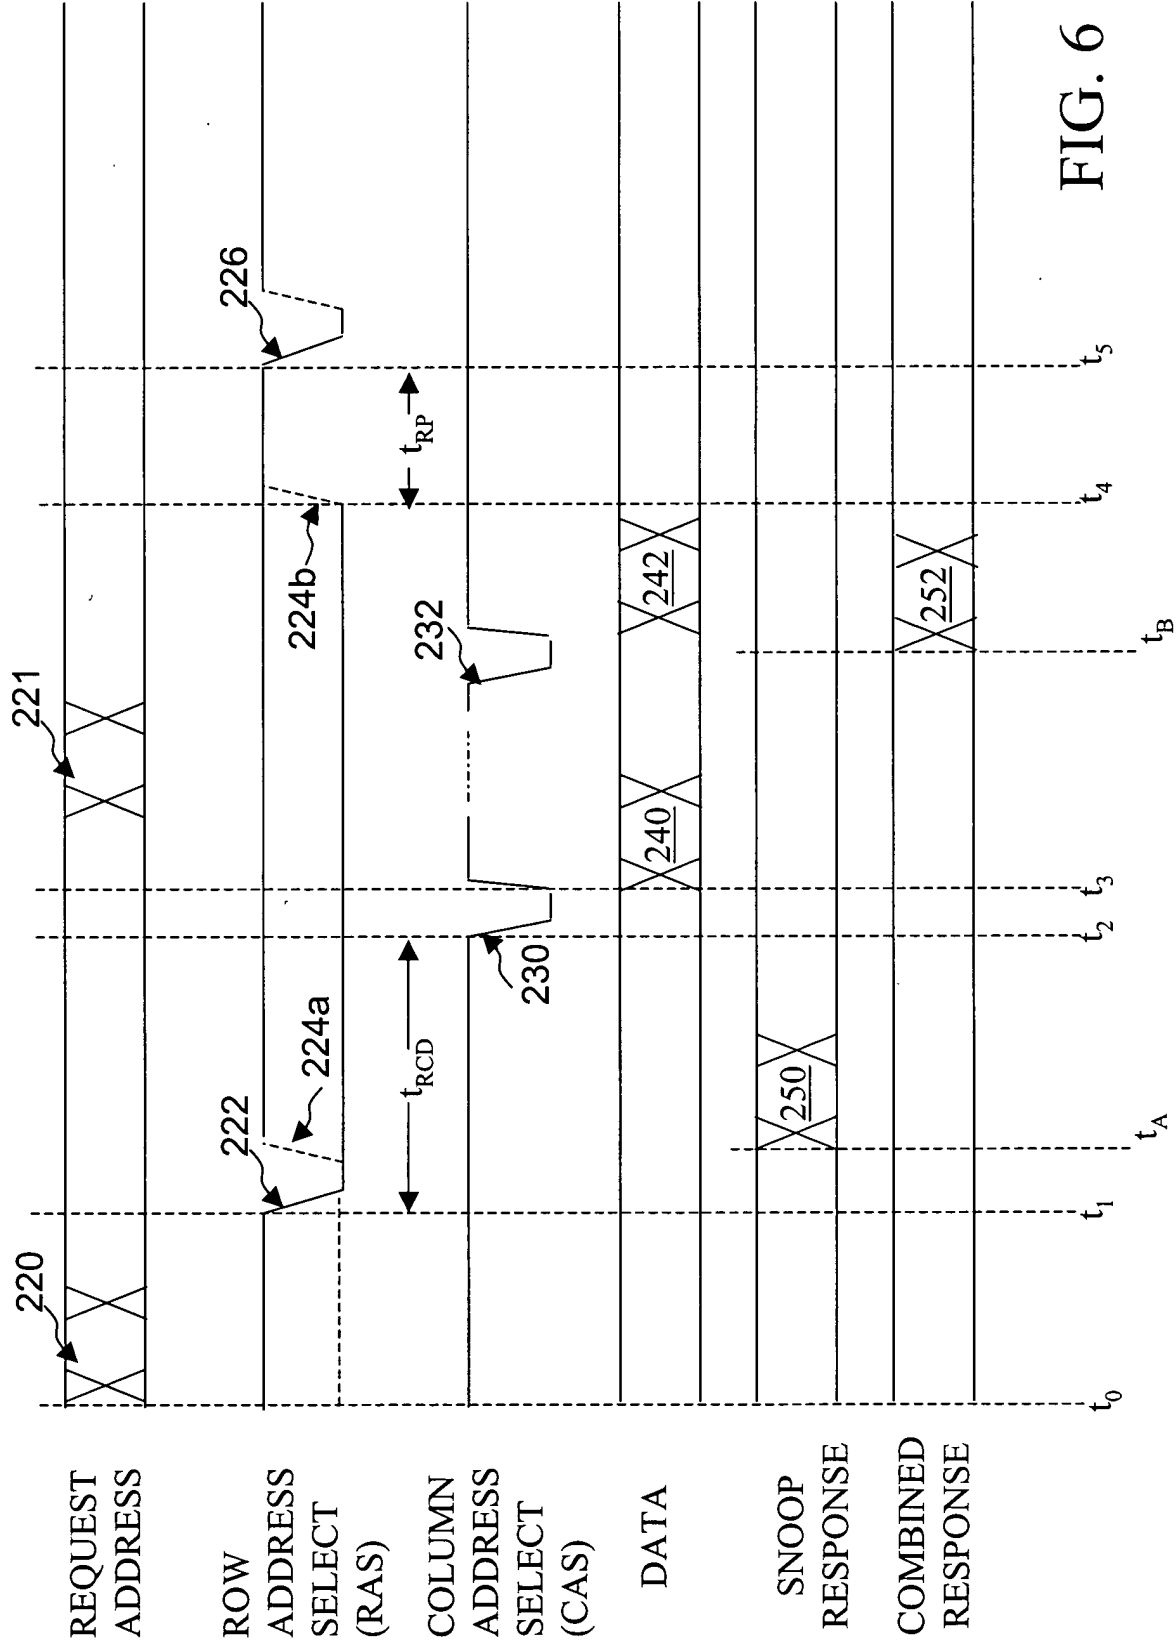 REQUEST
ADDRESS
220
221
ROW
ADDRESS
SELECT
(RAS)
222
224a
224b
226
tRCD
tRP
COLUMN
ADDRESS
SELECT
(CAS)
230
232
DATA
240
242
SNOOP
RESPONSE
250
COMBINED
RESPONSE
252
t0
t1
t2
t3
t4
t5
tA
tB
FIG. 6